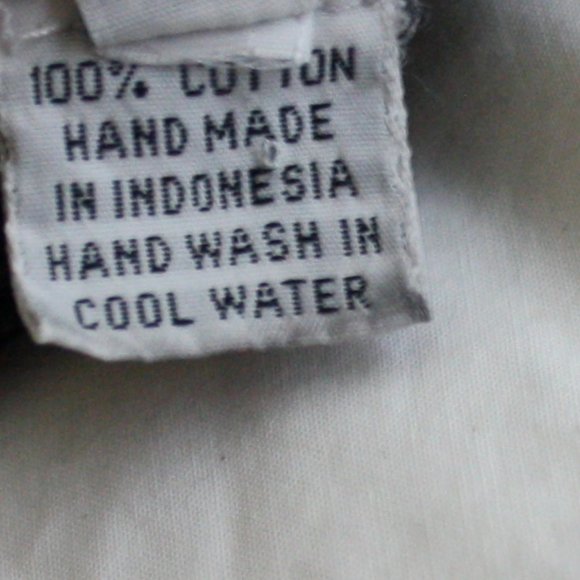 100% COTTON
HAND MADE
IN INDONESIA
HAND WASH IN
COOL WATER